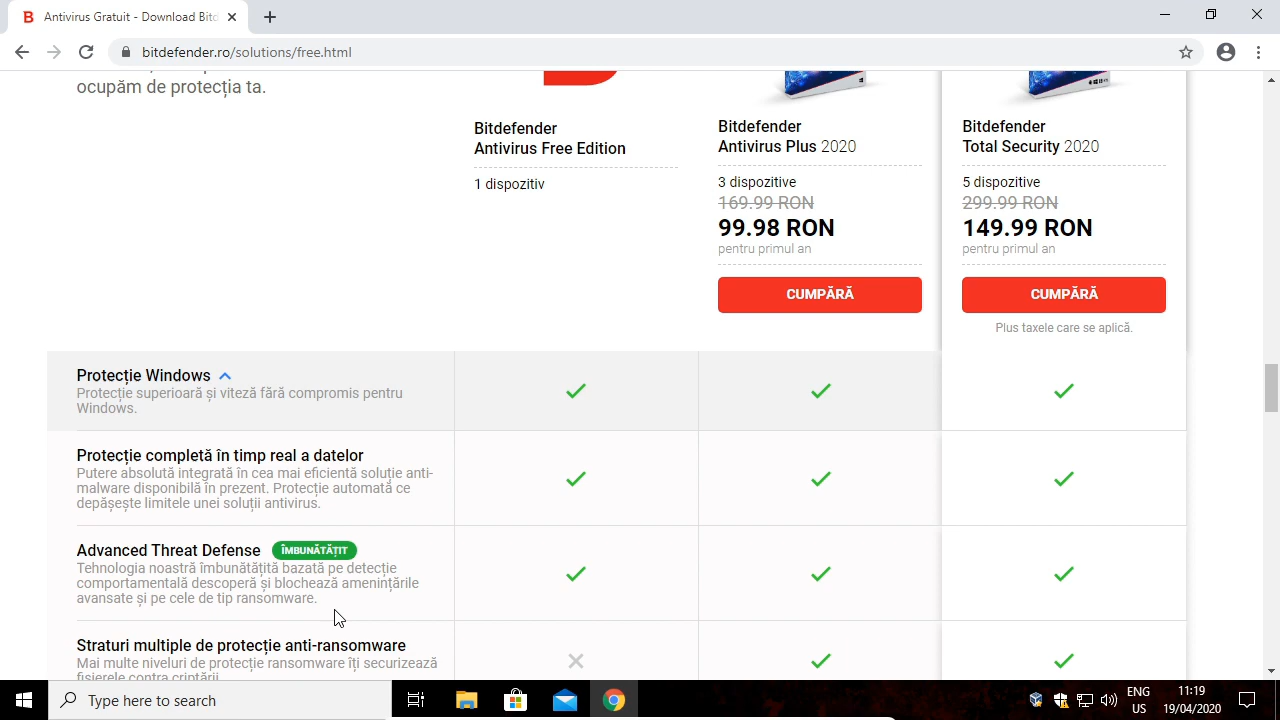 Antivirus Gratuit - Download Bitd
bitdefender.ro/solutions/free.html
ocupăm de protecția ta.
Bitdefender
Antivirus Free Edition
1 dispozitiv
Bitdefender
Antivirus Plus 2020
3 dispozitive
169.99 RON
99.98 RON
pentru primul an
CUMPĂRĂ
Bitdefender
Total Security 2020
5 dispozitive
299.99 RON
149.99 RON
pentru primul an
CUMPĂRĂ
Plus taxele care se aplică.
Protecție Windows
Protecție superioară și viteză fără compromis pentru
Windows.
Protecție completă în timp real a datelor
Putere absolută integrată în cea mai eficientă soluție anti-
malware disponibilă în prezent. Protecție automată ce
depășește limitele unei soluții antivirus.
Advanced Threat Defense ÎMBUNĂTĂȚIT
Tehnologia noastră îmbunătățită bazată pe detecție
comportamentală descoperă și blochează amenințările
avansate și pe cele de tip ransomware.
Straturi multiple de protecție anti-ransomware
Mai multe niveluri de protecție ransomware îți securizează
fișierele contra criptării
Type here to search
ENG
US
11:19
19/04/2020